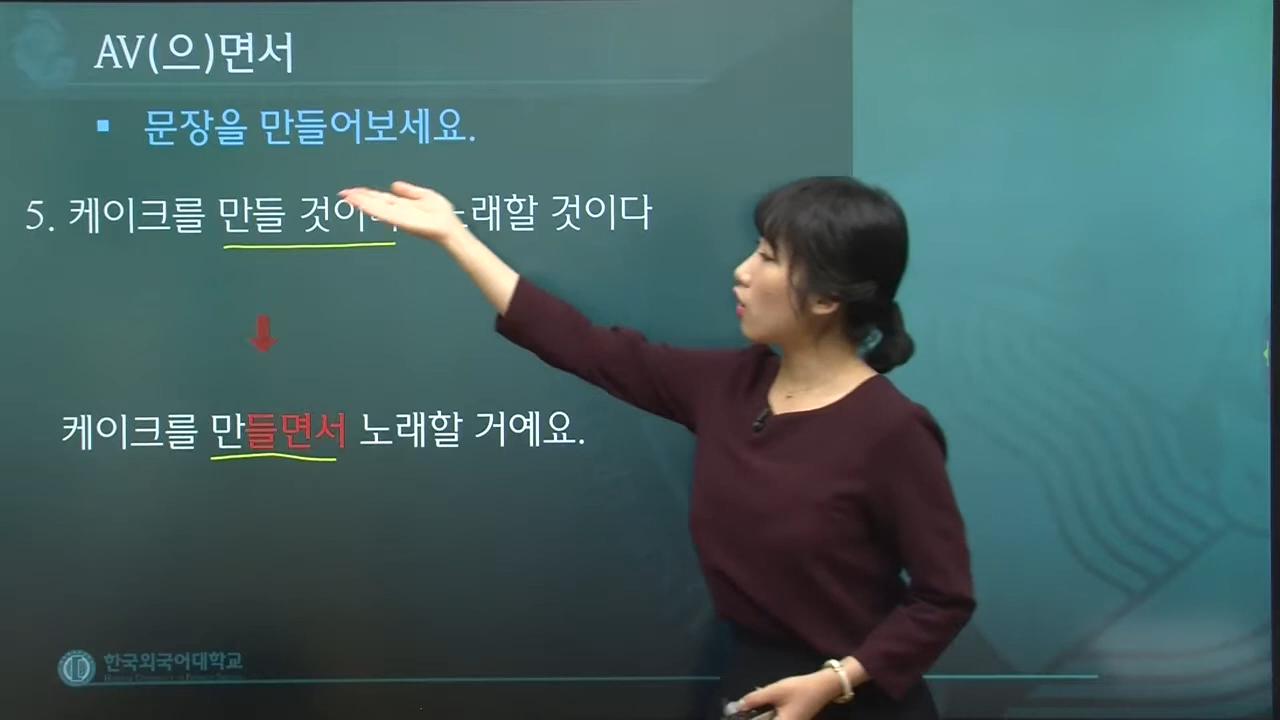 AV(으)면서
▪ 문장을 만들어보세요.
5. 케이크를 만들 노래할 것이다
케이크를 만들면서 노래할 거예요.
한국외국어대학교